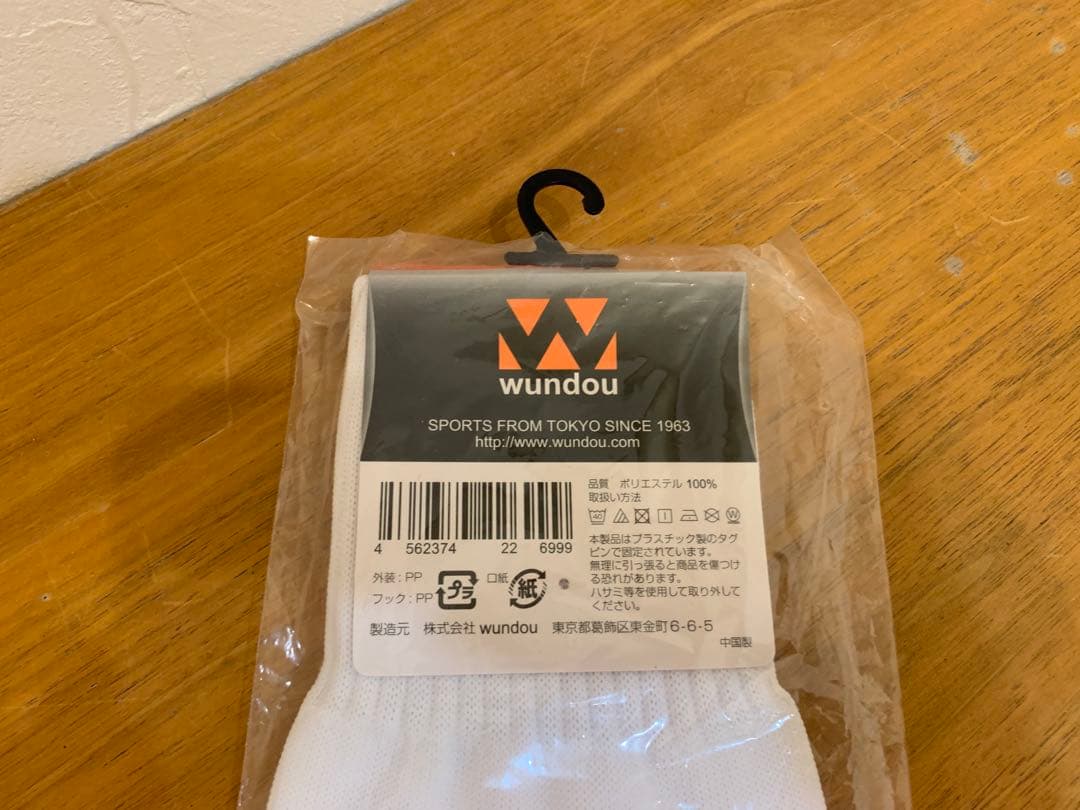 wundou
SPORTS FROM TOKYO SINCE 1963
http://www.wundou.com
品質 ポリエステル 100%
取扱い方法
40
W
本製品はプラスチック製のタグ
ピンで固定されています。
無理に引っ張ると商品を傷つけ
る恐れがあります。
ハサミ等を使用して取り外して
ください。
4 562374 22 6999
外装：PP プラ 口紙 紙
フック：PP
製造元 株式会社 wundou 東京都葛飾区東金町6-6-5
中国製